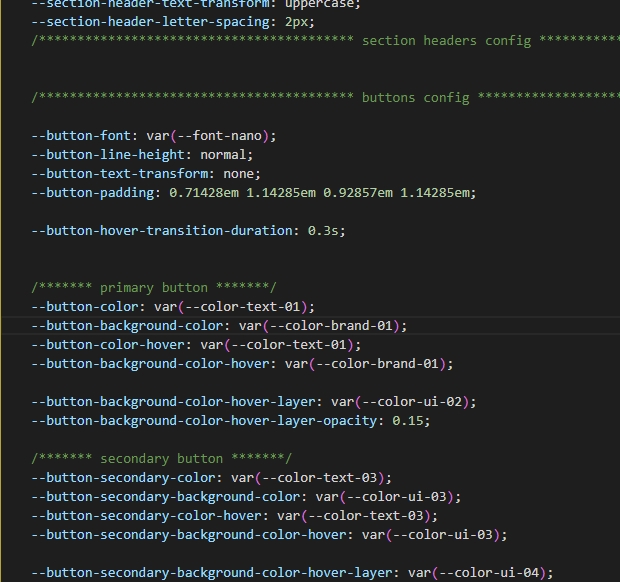 --section-header-text-transform: uppercase;
--section-header-letter-spacing: 2px;
/***************************************** section headers config ***********
/***************************************** buttons config *******************
--button-font: var(--font-nano);
--button-line-height: normal;
--button-text-transform: none;
--button-padding: 0.71428em 1.14285em 0.92857em 1.14285em;
--button-hover-transition-duration: 0.3s;
/******* primary button *******/
--button-color: var(--color-text-01);
--button-background-color: var(--color-brand-01);
--button-color-hover: var(--color-text-01);
--button-background-color-hover: var(--color-brand-01);
--button-background-color-hover-layer: var(--color-ui-02);
--button-background-color-hover-layer-opacity: 0.15;
/******* secondary button *******/
--button-secondary-color: var(--color-text-03);
--button-secondary-background-color: var(--color-ui-03);
--button-secondary-color-hover: var(--color-text-03);
--button-secondary-background-color-hover: var(--color-ui-03);
--button-secondary-background-color-hover-layer: var(--color-ui-04);